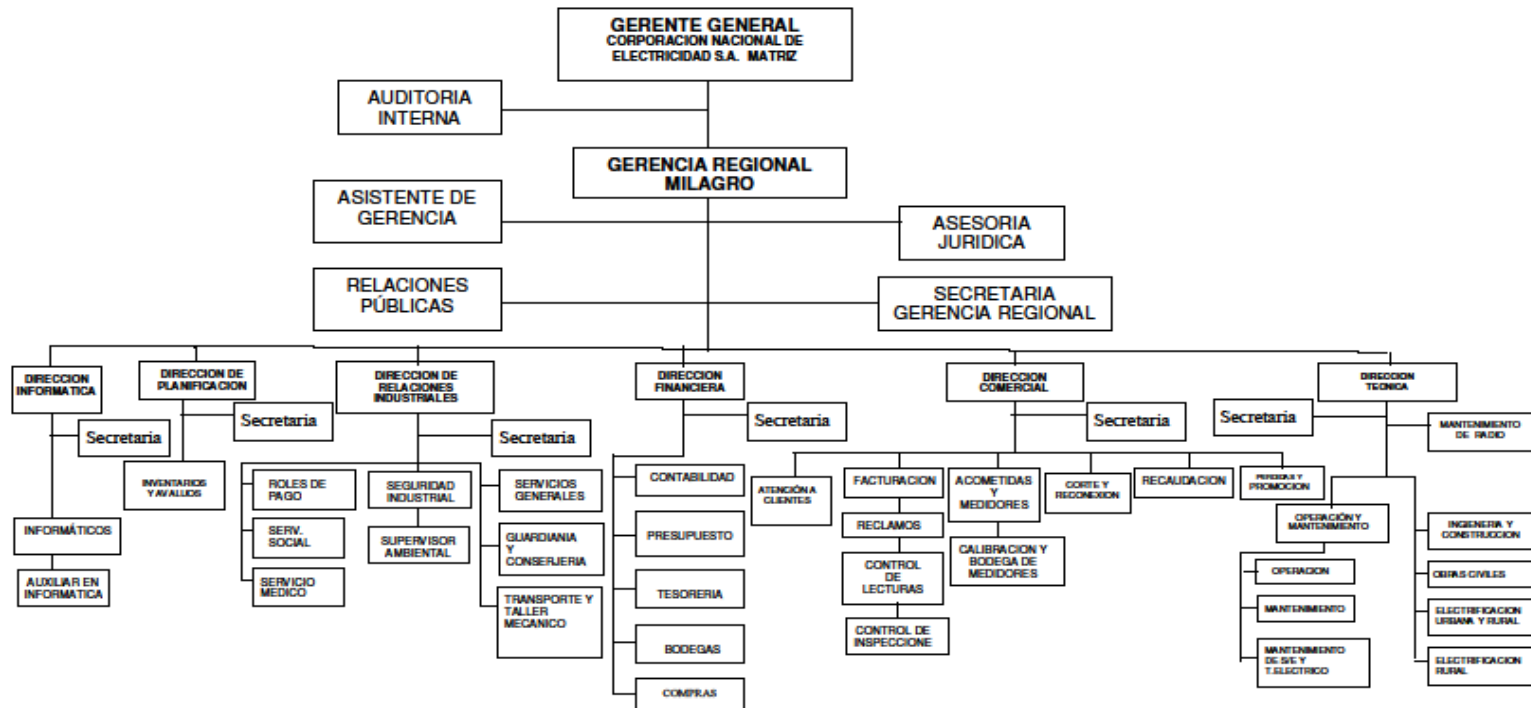 GERENTE GENERAL
CORPORACION NACIONAL DE
ELECTRICIDAD S.A. MATRIZ
AUDITORIA
INTERNA
GERENCIA REGIONAL
MILAGRO
ASISTENTE DE
GERENCIA
ASESORIA
JURIDICA
RELACIONES
PÚBLICAS
SECRETARIA
GERENCIA REGIONAL
DIRECCION
INFORMATICA
DIRECCION DE
PLANIFICACION
DIRECCION DE
RELACIONES
INDUSTRIALES
DIRECCION
FINANCIERA
DIRECCION
COMERCIAL
DIRECCION
TECNICA
Secretaria
Secretaria
Secretaria
Secretaria
Secretaria
Secretaria
MANTENIMIENTO
DE RADIO
INVENTARIOS
Y AVALUOS
INFORMÁTICOS
AUXILIAR EN
INFORMATICA
ROLES DE
PAGO
SERV.
SOCIAL
SERVICIO
MEDICO
SEGURIDAD
INDUSTRIAL
SUPERVISOR
AMBIENTAL
SERVICIOS
GENERALES
GUARDIANIA
Y
CONSERJERIA
TRANSPORTE Y
TALLER
MECANICO
CONTABILIDAD
PRESUPUESTO
TESORERIA
BODEGAS
COMPRAS
ATENCIÓN A
CLIENTES
FACTURACION
RECLAMOS
CONTROL
DE
LECTURAS
CONTROL DE
INSPECCIONE
ACOMETIDAS
Y
MEDIDORES
CALIBRACION Y
BODEGA DE
MEDIDORES
CORTE Y
RECONEXION
RECAUDACION
PERDIDAS Y
PROMOCION
OPERACIÓN Y
MANTENIMIENTO
OPERACION
MANTENIMIENTO
MANTENIMIENTO
DE S/E Y
T.ELECTRICO
INGIENERIA Y
CONSTRUCCION
OBRAS CIVILES
ELECTRIFICACION
URBANA Y RURAL
ELECTRIFICACION
RURAL